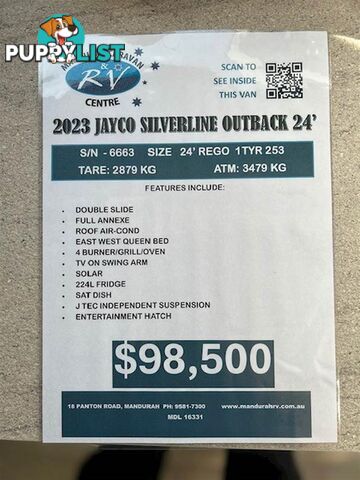 PUPPYLIST
RAVAN
& RV
CENTRE
SCAN TO
SEE INSIDE
THIS VAN
2023 JAYCO SILVERLINE OUTBACK 24’
S/N - 6663 SIZE 24’ REGO 1TYR 253
TARE: 2879 KG ATM: 3479 KG
FEATURES INCLUDE:
• DOUBLE SLIDE
• FULL ANNEXE
• ROOF AIR-COND
• EAST WEST QUEEN BED
• 4 BURNER/GRILL/OVEN
• TV ON SWING ARM
• SOLAR
• 224L FRIDGE
• SAT DISH
• J TEC INDEPENDENT SUSPENSION
• ENTERTAINMENT HATCH
$98,500
18 PANTON ROAD, MANDURAH PH: 9581-7300 www.mandurahrv.com.au
MDL 16331